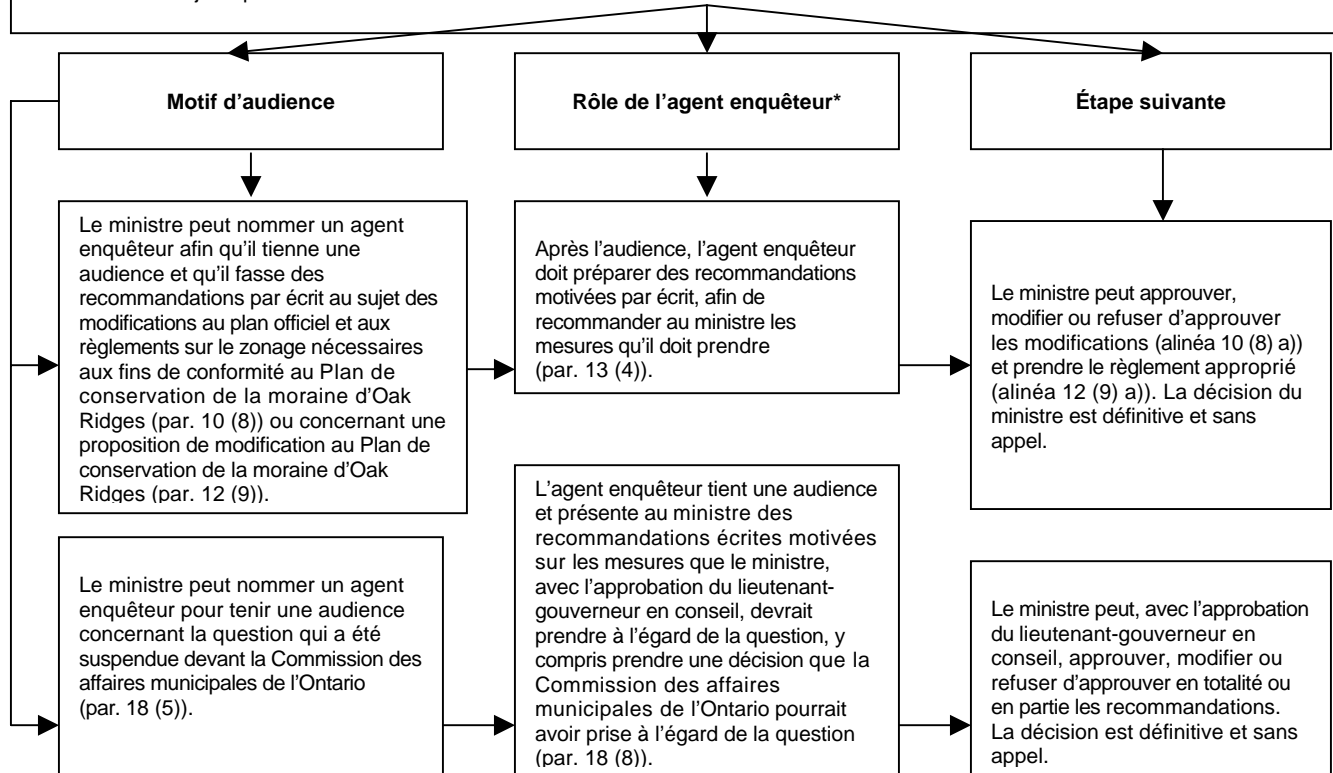 Motif d'audience
Rôle de l'agent enquêteur*
Étape suivante
Le ministre peut nommer un agent
enquêteur afin qu'il tienne une
audience et qu'il fasse des
recommandations par écrit au sujet des
modifications au plan officiel et aux
règlements sur le zonage nécessaires
aux fins de conformité au Plan de
conservation de la moraine d'Oak
Ridges (par. 10 (8)) ou concernant une
proposition de modification au Plan de
conservation de la moraine d'Oak
Ridges (par. 12 (9)).
Après l'audience, l'agent enquêteur
doit préparer des recommandations
motivées par écrit, afin de
recommander au ministre les
mesures qu'il doit prendre
(par. 13 (4)).
Le ministre peut approuver,
modifier ou refuser d'approuver
les modifications (alinéa 10 (8) a))
et prendre le règlement approprié
(alinéa 12 (9) a)). La décision du
ministre est définitive et sans
appel.
Le ministre peut nommer un agent
enquêteur pour tenir une audience
concernant la question qui a été
suspendue devant la Commission des
affaires municipales de l'Ontario
(par. 18 (5)).
L'agent enquêteur tient une audience
et présente au ministre des
recommandations écrites motivées
sur les mesures que le ministre,
avec l'approbation du lieutenant-
gouverneur en conseil, devrait
prendre à l'égard de la question, y
compris prendre une décision que la
Commission des affaires
municipales de l'Ontario pourrait
avoir prise à l'égard de la question
(par. 18 (8)).
Le ministre peut, avec l'approbation
du lieutenant-gouverneur en
conseil, approuver, modifier ou
refuser d'approuver en totalité ou
en partie les recommandations.
La décision est définitive et sans
appel.